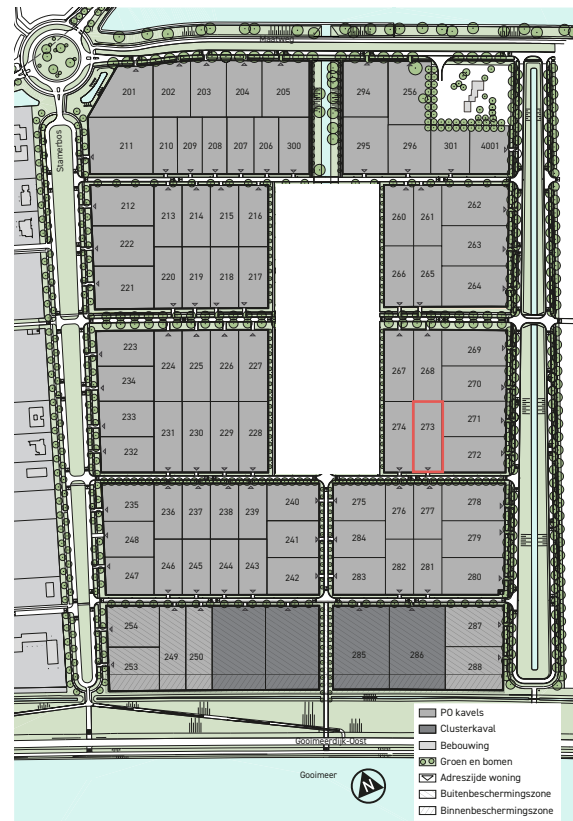 Maatweg
201 202 203 204 205 294 256
211 210 209 208 207 206 300 295 296 301 4001
Stamerbos
212 213 214 215 216 260 261 262
222 263
221 220 219 218 217 266 265 264
223 224 225 226 227 267 268 269
234 270
233 231 230 229 228 274 273 271
232 272
235 236 237 238 239 240 275 276 277 278
248 241 284 279
247 246 245 244 243 242 283 282 281 280
254 249 250 285 286 287
253 288
Gooimeerdijk-Oost
Gooimeer
N
PO kavels
Clusterkaval
Bebouwing
Groen en bomen
Adreszijde woning
Buitenbeschermingszone
Binnenbeschermingszone